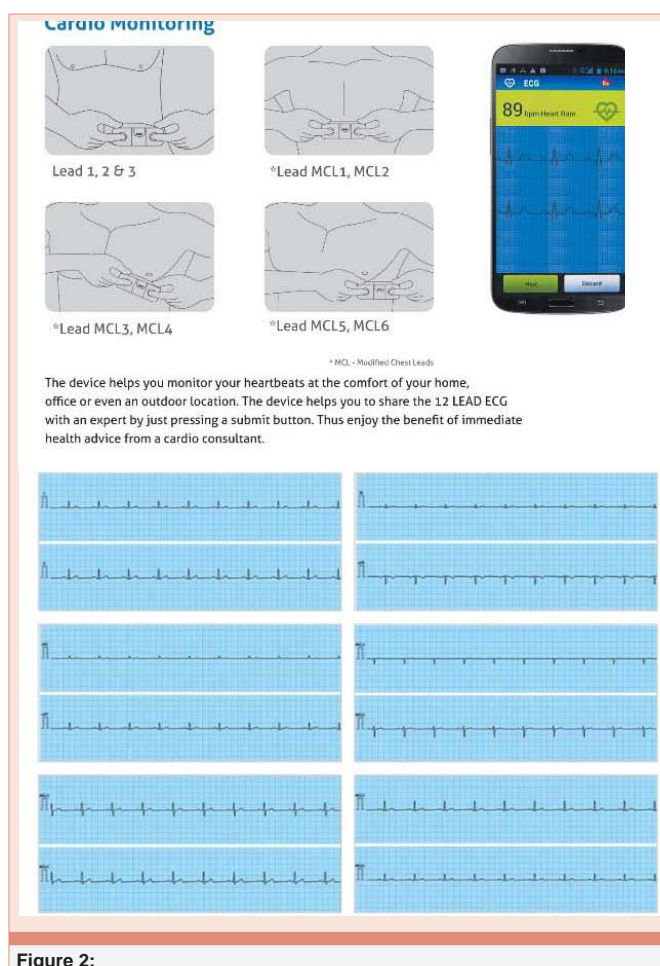 Cardio Monitoring
Lead 1, 2 & 3
*Lead MCL1, MCL2
ECG
89 bpm Heart Rate
*Lead MCL3, MCL4
*Lead MCL5, MCL6
Discard
* MCL - Modified Chest Leads
The device helps you monitor your heartbeats at the comfort of your home,
office or even an outdoor location. The device helps you to share the 12 LEAD ECG
with an expert by just pressing a submit button. Thus enjoy the benefit of immediate
health advice from a cardio consultant.
Figure 2: